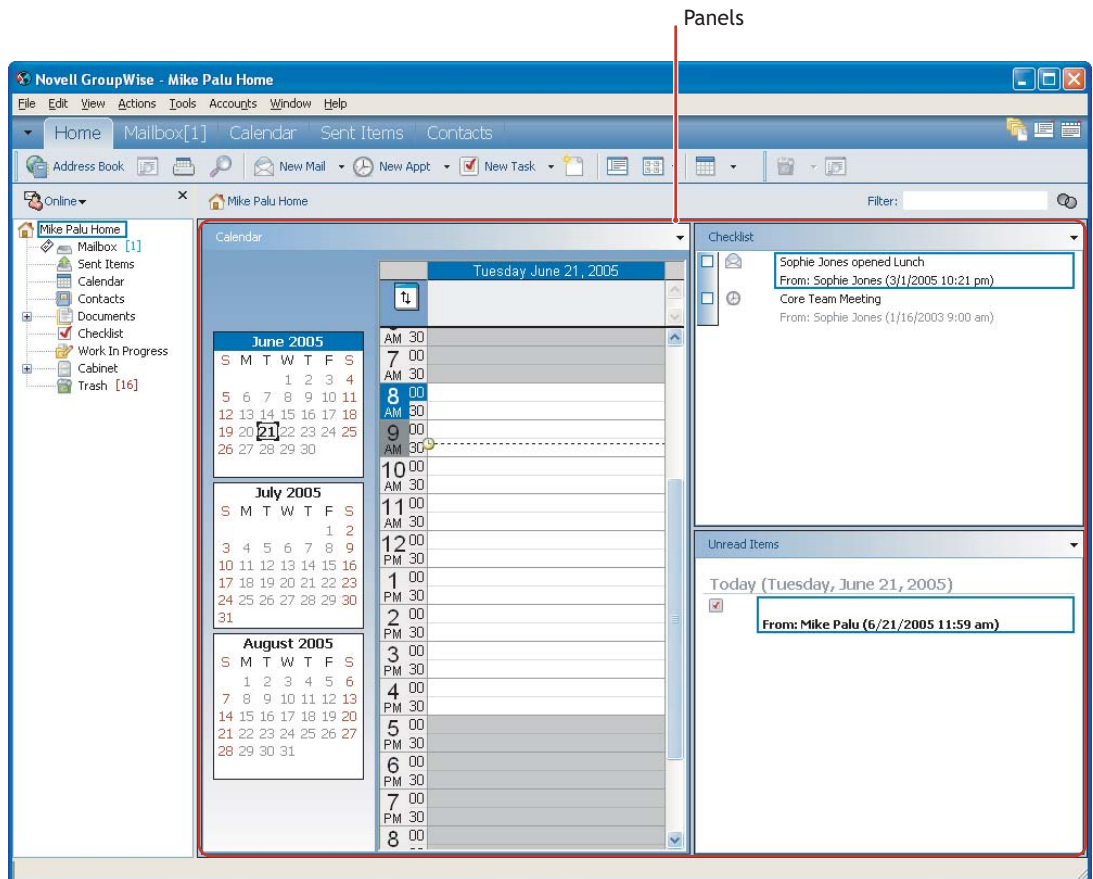 Panels
Novell GroupWise - Mike Palu Home
File Edit View Actions Tools Accounts Window Help
Home Mailbox[1] Calendar Sent Items Contacts
Address Book New Mail New Appt New Task
Online Mike Palu Home Filter:
Mike Palu Home
Mailbox [1]
Sent Items
Calendar
Contacts
Documents
Checklist
Work In Progress
Cabinet
Trash [16]
Calendar
June 2005
S M T W T F S
1 2 3 4
5 6 7 8 9 10 11
12 13 14 15 16 17 18
19 20 21 22 23 24 25
26 27 28 29 30
July 2005
S M T W T F S
1 2
3 4 5 6 7 8 9
10 11 12 13 14 15 16
17 18 19 20 21 22 23
24 25 26 27 28 29 30
31
August 2005
S M T W T F S
1 2 3 4 5 6
7 8 9 10 11 12 13
14 15 16 17 18 19 20
21 22 23 24 25 26 27
28 29 30 31
Tuesday June 21, 2005
AM 30
7 00
AM 30
8 00
AM 30
9 00
AM 30
10 00
AM 30
11 00
AM 30
12 00
PM 30
1 00
PM 30
2 00
PM 30
3 00
PM 30
4 00
PM 30
5 00
PM 30
6 00
PM 30
7 00
PM 30
8 00
Checklist
Sophie Jones opened Lunch
From: Sophie Jones (3/1/2005 10:21 pm)
Core Team Meeting
From: Sophie Jones (1/16/2003 9:00 am)
Unread Items
Today (Tuesday, June 21, 2005)
From: Mike Palu (6/21/2005 11:59 am)